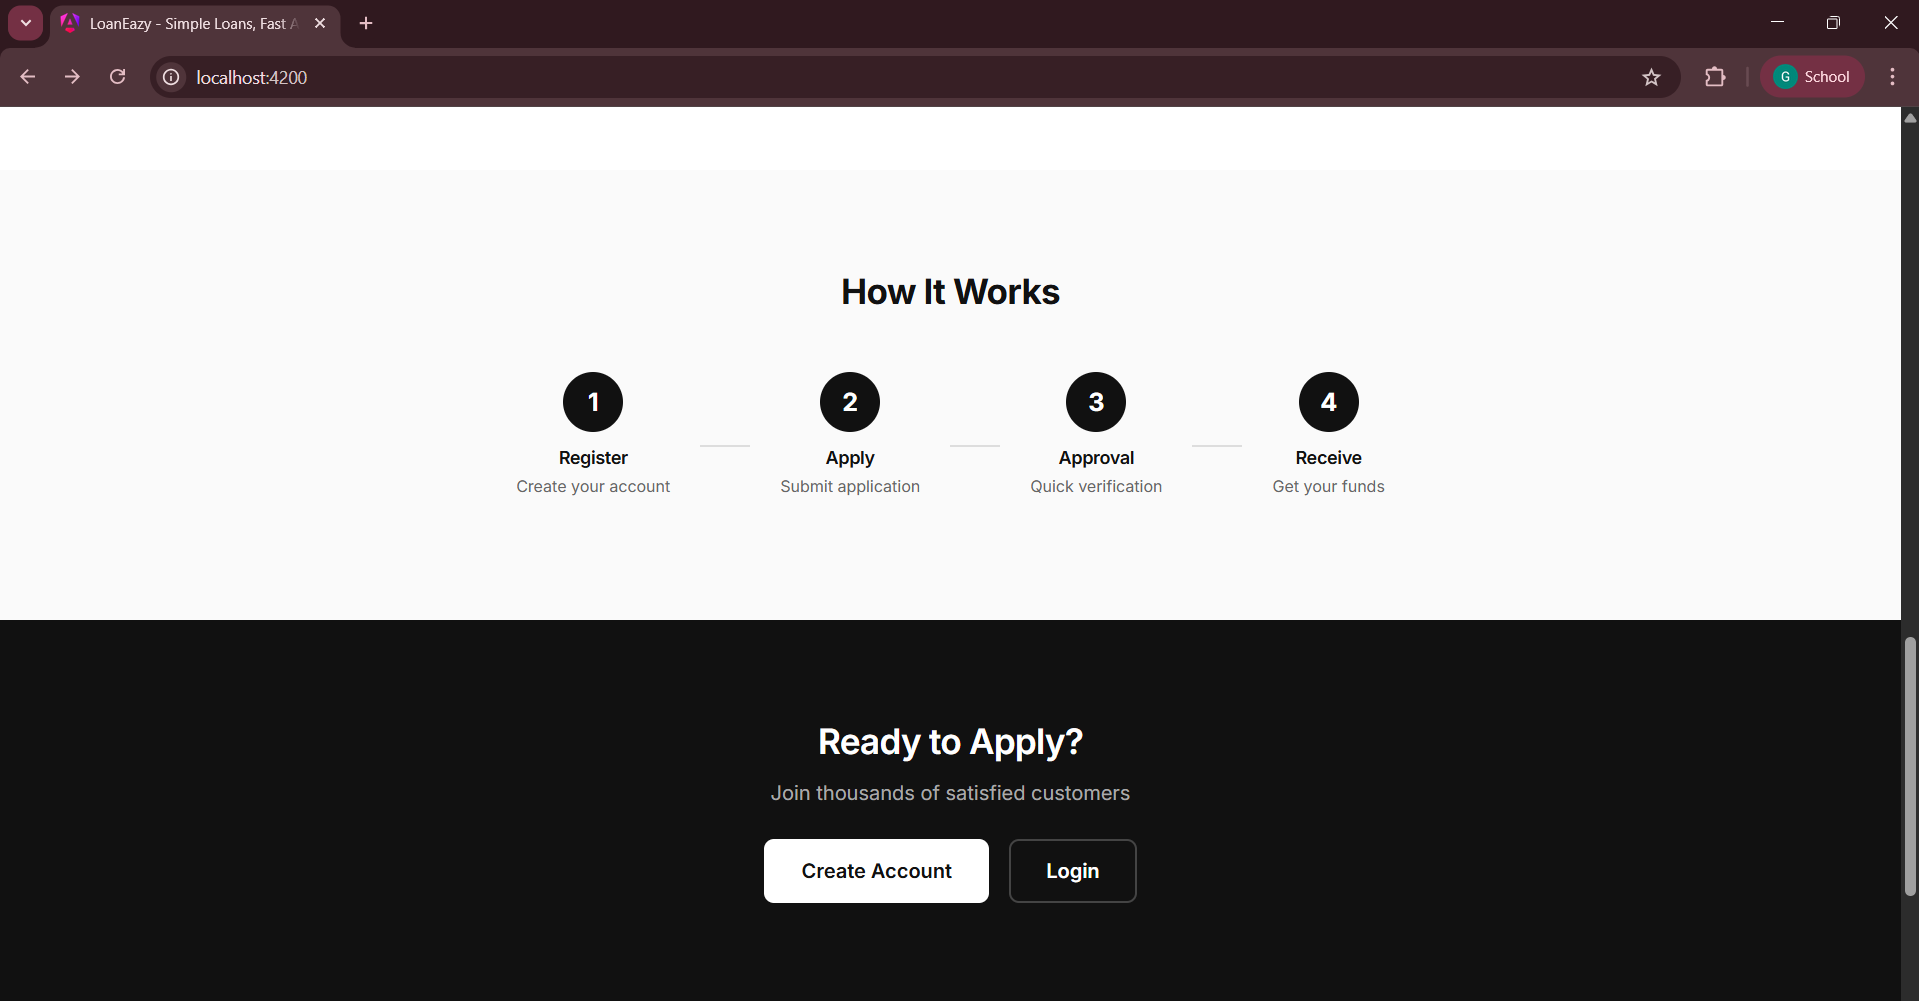 LoanEazy - Simple Loans, Fast A
localhost:4200
G School
How It Works
1 2 3 4
Register Apply Approval Receive
Create your account Submit application Quick verification Get your funds
Ready to Apply?
Join thousands of satisfied customers
Create Account Login